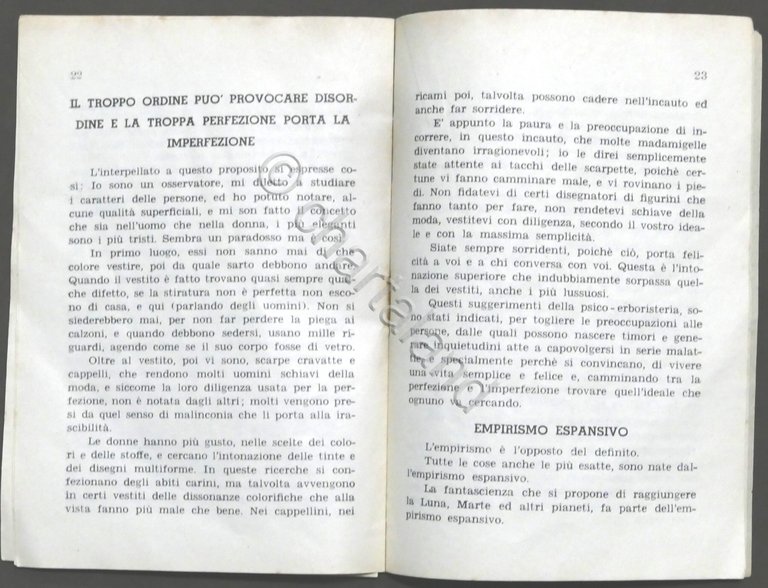 22
IL TROPPO ORDINE PUO' PROVOCARE DISOR-
DINE E LA TROPPA PERFEZIONE PORTA LA
IMPERFEZIONE
L'interpellato a questo proposito si espresse co-
sì: Io sono un osservatore, mi diletto a studiare
i caratteri delle persone, ed ho potuto notare, al-
cune qualità superficiali, e mi son fatto il concetto
che sia nell'uomo che nella donna, i più eleganti
sono i più tristi. Sembra un paradosso ma è così.
In primo luogo, essi non sanno mai di che
colore vestire, poi da quale sarto debbono andare.
Quando il vestito è fatto trovano quasi sempre qual-
che difetto, se la stiratura non è perfetta non esco-
no di casa, e qui (parlando degli uomini). Non si
siederebbero mai, per non far perdere la piega ai
calzoni, e quando debbono sedersi, usano mille ri-
guardi, agendo come se il suo corpo fosse di vetro.
Oltre al vestito, poi vi sono, scarpe cravatte e
cappelli, che rendono molti uomini schiavi della
moda, e siccome la loro diligenza usata per la per-
fezione, non è notata dagli altri; molti vengono pre-
si da quel senso di malinconia che li porta alla ira-
scibilità.
Le donne hanno più gusto, nelle scelte dei colo-
ri e delle stoffe, e cercano l'intonazione delle tinte e
dei disegni multiforme. In queste ricerche si con-
fezionano degli abiti carini, ma talvolta avvengono
in certi vestiti delle dissonanze colorifiche che alla
vista fanno più male che bene. Nei cappellini, nei
23
ricami poi, talvolta possono cadere nell'incauto ed
anche far sorridere.
E' appunto la paura e la preoccupazione di in-
correre, in questo incauto, che molte madamigelle
diventano irragionevoli; io le direi semplicemente
state attente ai tacchi delle scarpette, poichè cer-
tune vi fanno camminare male, e vi rovinano i pie-
di. Non fidatevi di certi disegnatori di figurini che
fanno tanto per fare, non rendetevi schiave della
moda, vestitevi con diligenza, secondo il vostro idea-
le e con la massima semplicità.
Siate sempre sorridenti, poichè ciò, porta feli-
cità a voi e a chi conversa con voi. Questa è l'into-
nazione superiore che indubbiamente sorpassa quel-
la dei vestiti, anche i più lussuosi.
Questi suggerimenti della psico-erboristeria, so-
no stati indicati, per togliere le preoccupazioni alle
persone, dalle quali possono nascere timori e gene-
rare inquietudini atte a capovolgersi in serie malat-
tie. Specialmente perchè si convincano, di vivere
una vita semplice e felice e, camminando tra la
perfezione e l'imperfezione trovare quell'ideale che
ognuno va cercando.
EMPIRISMO ESPANSIVO
L'empirismo è l'opposto del definito.
Tutte le cose anche le più esatte, sono nate dal-
l'empirismo espansivo.
La fantascienza che si propone di raggiungere
la Luna, Marte ed altri pianeti, fa parte dell'em-
pirismo espansivo.
© chartaland